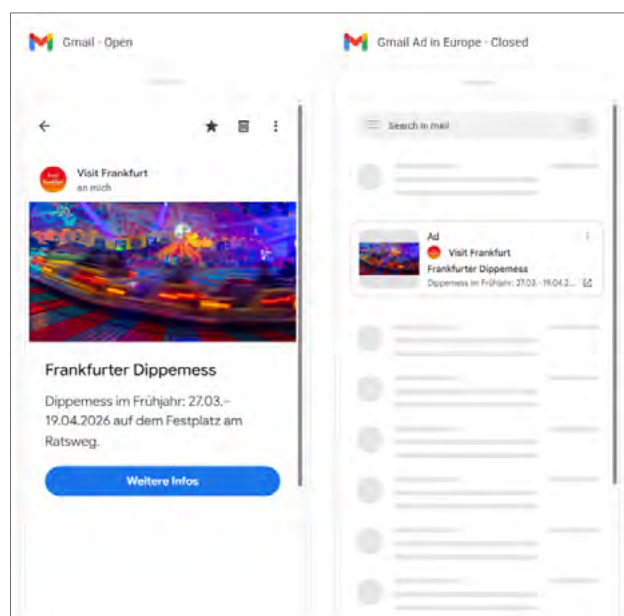 Gmail - Open
Visit Frankfurt
an mich
Frankfurter Dippemess
Dippemess im Frühjahr: 27.03.–
19.04.2026 auf dem Festplatz am
Ratsweg.
Weitere Infos
Gmail Ad in Europe - Closed
Search in mail
Ad
Visit Frankfurt
Frankfurter Dippemess
Dippemess im Frühjahr: 27.03.-19.04.2...